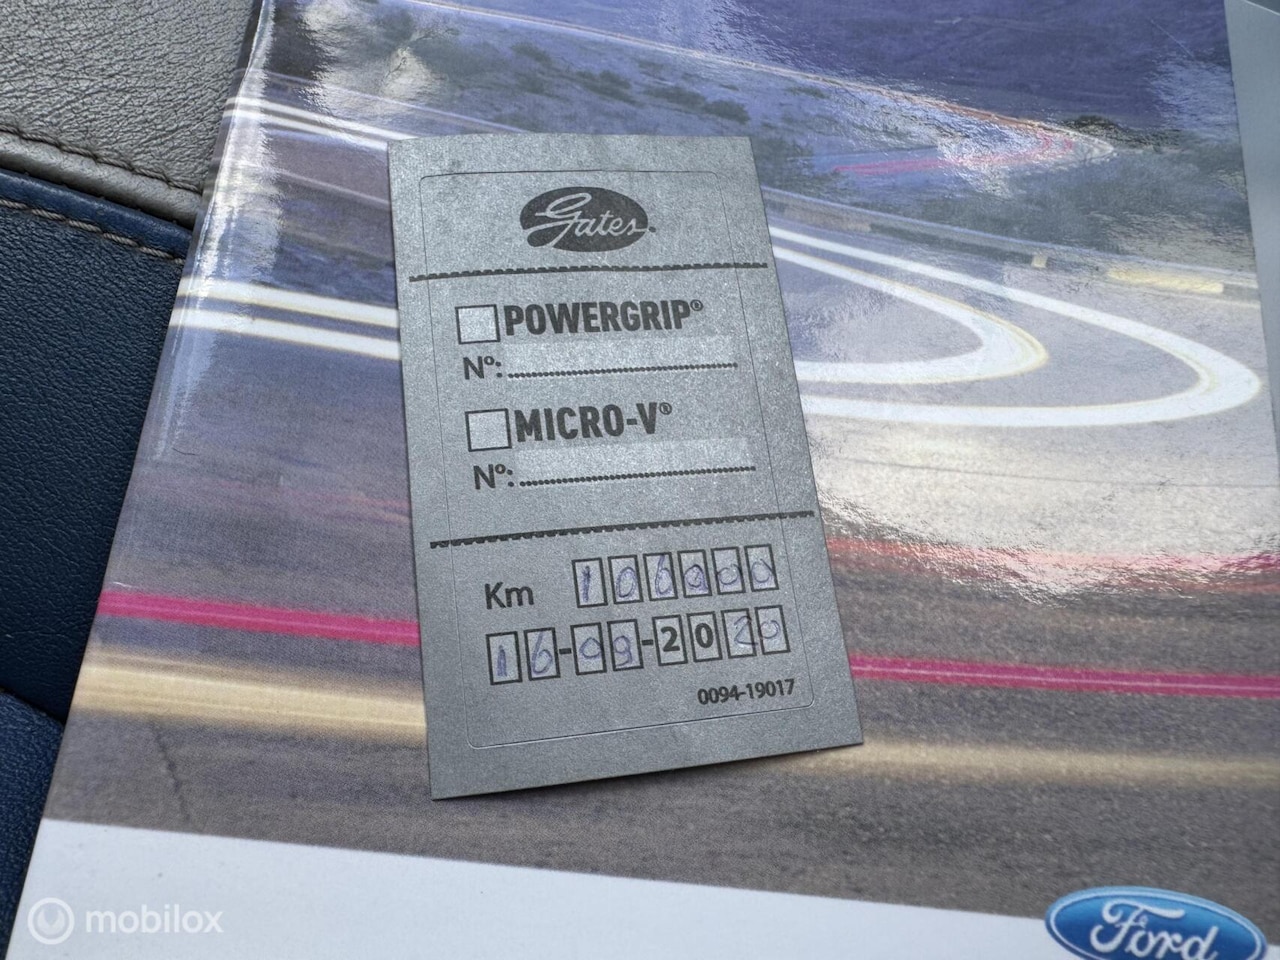 Gates®
POWERGRIP®
Nº:
MICRO-V®
Nº:
Km 106000
16-09-2020
0094-19017
mobilox
Ford